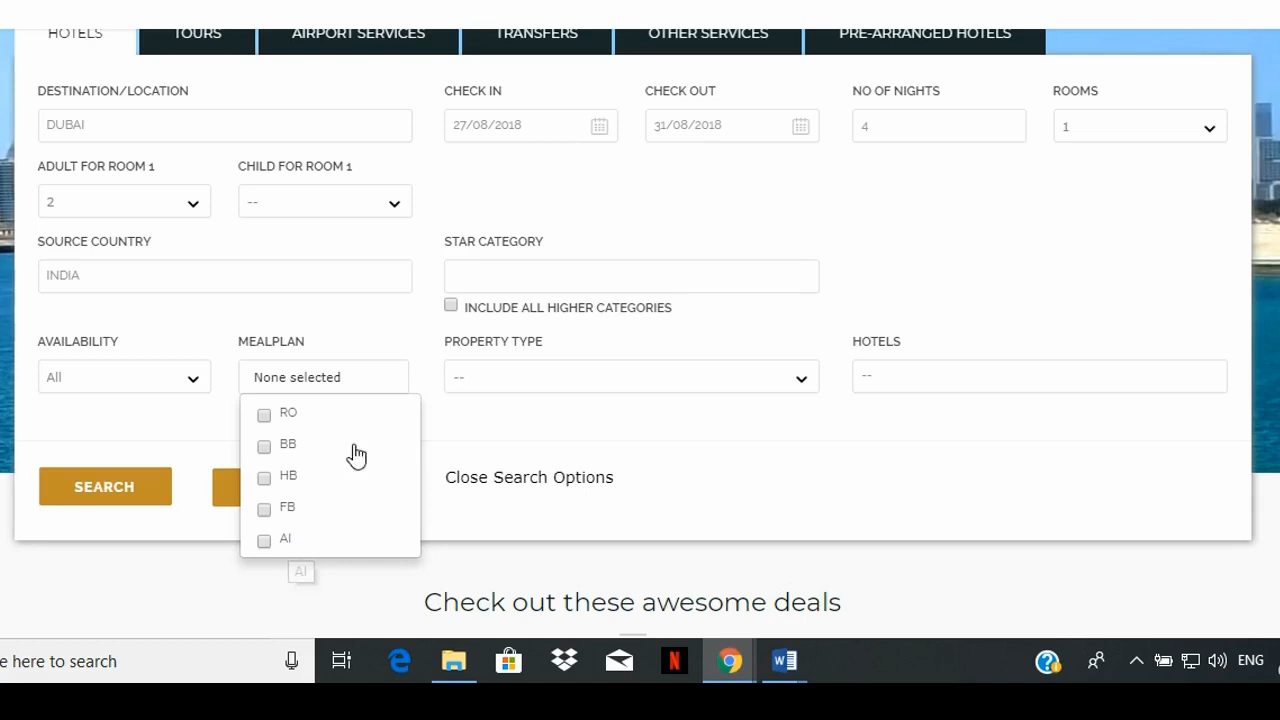 HOTELS
TOURS
AIRPORT SERVICES
TRANSFERS
OTHER SERVICES
PRE-ARRANGED HOTELS
DESTINATION/LOCATION
CHECK IN
CHECK OUT
NO OF NIGHTS
ROOMS
DUBAI
27/08/2018
31/08/2018
4
1
ADULT FOR ROOM 1
CHILD FOR ROOM 1
2
--
SOURCE COUNTRY
STAR CATEGORY
INDIA
INCLUDE ALL HIGHER CATEGORIES
AVAILABILITY
MEALPLAN
PROPERTY TYPE
HOTELS
All
None selected
--
--
RO
BB
HB
FB
AI
AI
SEARCH
Close Search Options
Check out these awesome deals
e here to search
N
W
ENG